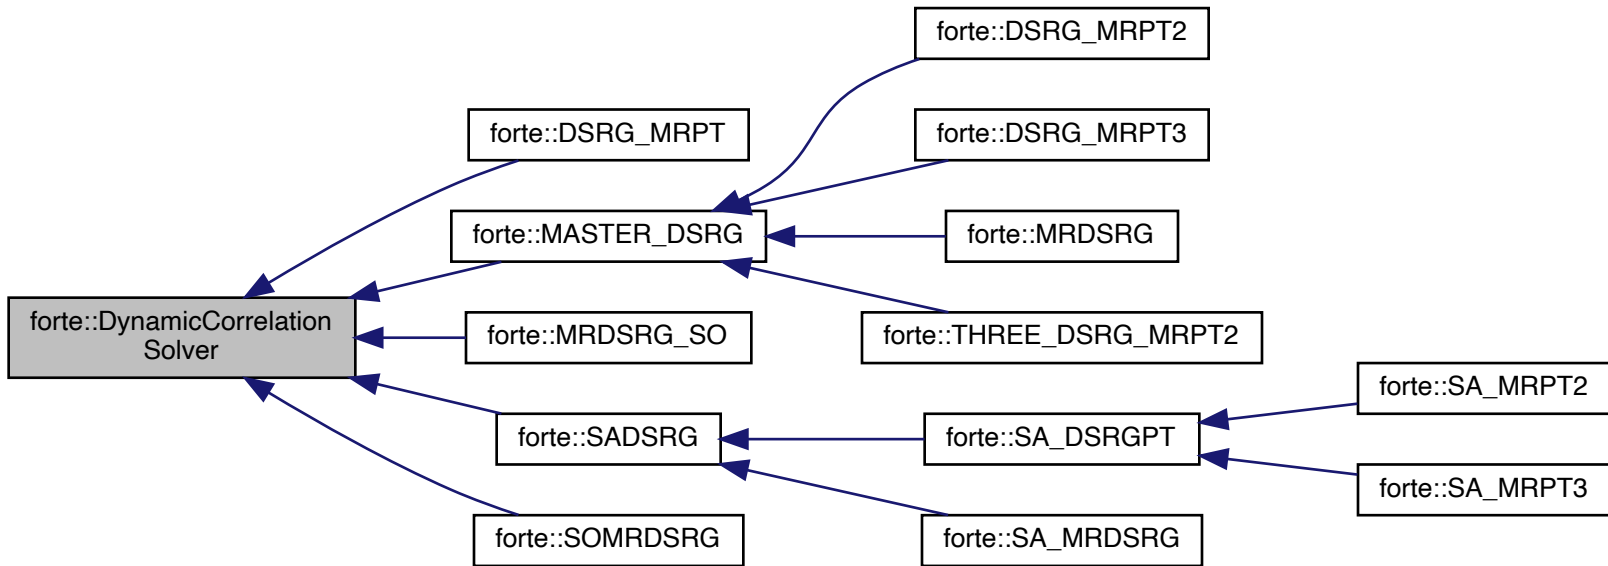 forte::DSRG_MRPT2
forte::DSRG_MRPT
forte::DSRG_MRPT3
forte::MASTER_DSRG
forte::MRDSRG
forte::DynamicCorrelation
Solver
forte::MRDSRG_SO
forte::THREE_DSRG_MRPT2
forte::SA_MRPT2
forte::SADSRG
forte::SA_DSRGPT
forte::SA_MRPT3
forte::SOMRDSRG
forte::SA_MRDSRG